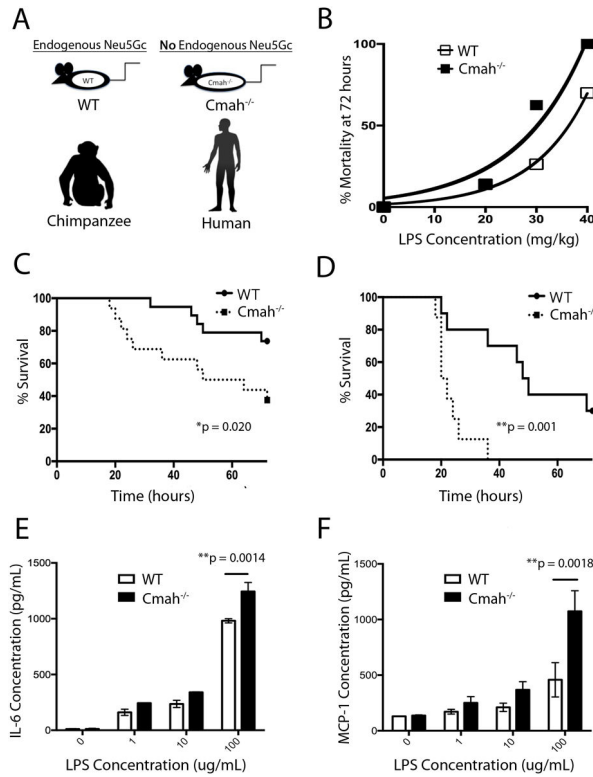 A
Endogenous Neu5Gc
No Endogenous Neu5Gc
WT
Cmah-/-
WT
Cmah-/-
Chimpanzee
Human
B
WT
Cmah-/-
% Mortality at 72 hours
100
50
0
0 10 20 30 40
LPS Concentration (mg/kg)
C
WT
Cmah-/-
% Survival
100
80
60
40
20
0
*p = 0.020
0 20 40 60
Time (hours)
D
WT
Cmah-/
% Survival
100
80
60
40
20
0
**p = 0.001
0 20 40 60
Time (hours)
E
**p = 0.0014
WT
Cmah-/-
IL-6 Concentration (pg/mL)
1500
1000
500
0
0 1 10 100
LPS Concentration (ug/mL)
F
**p = 0.0018
WT
Cmah-/-
MCP-1 Concentration (pg/mL)
1500
1000
500
0
0 1 10 100
LPS Concentration (ug/mL)